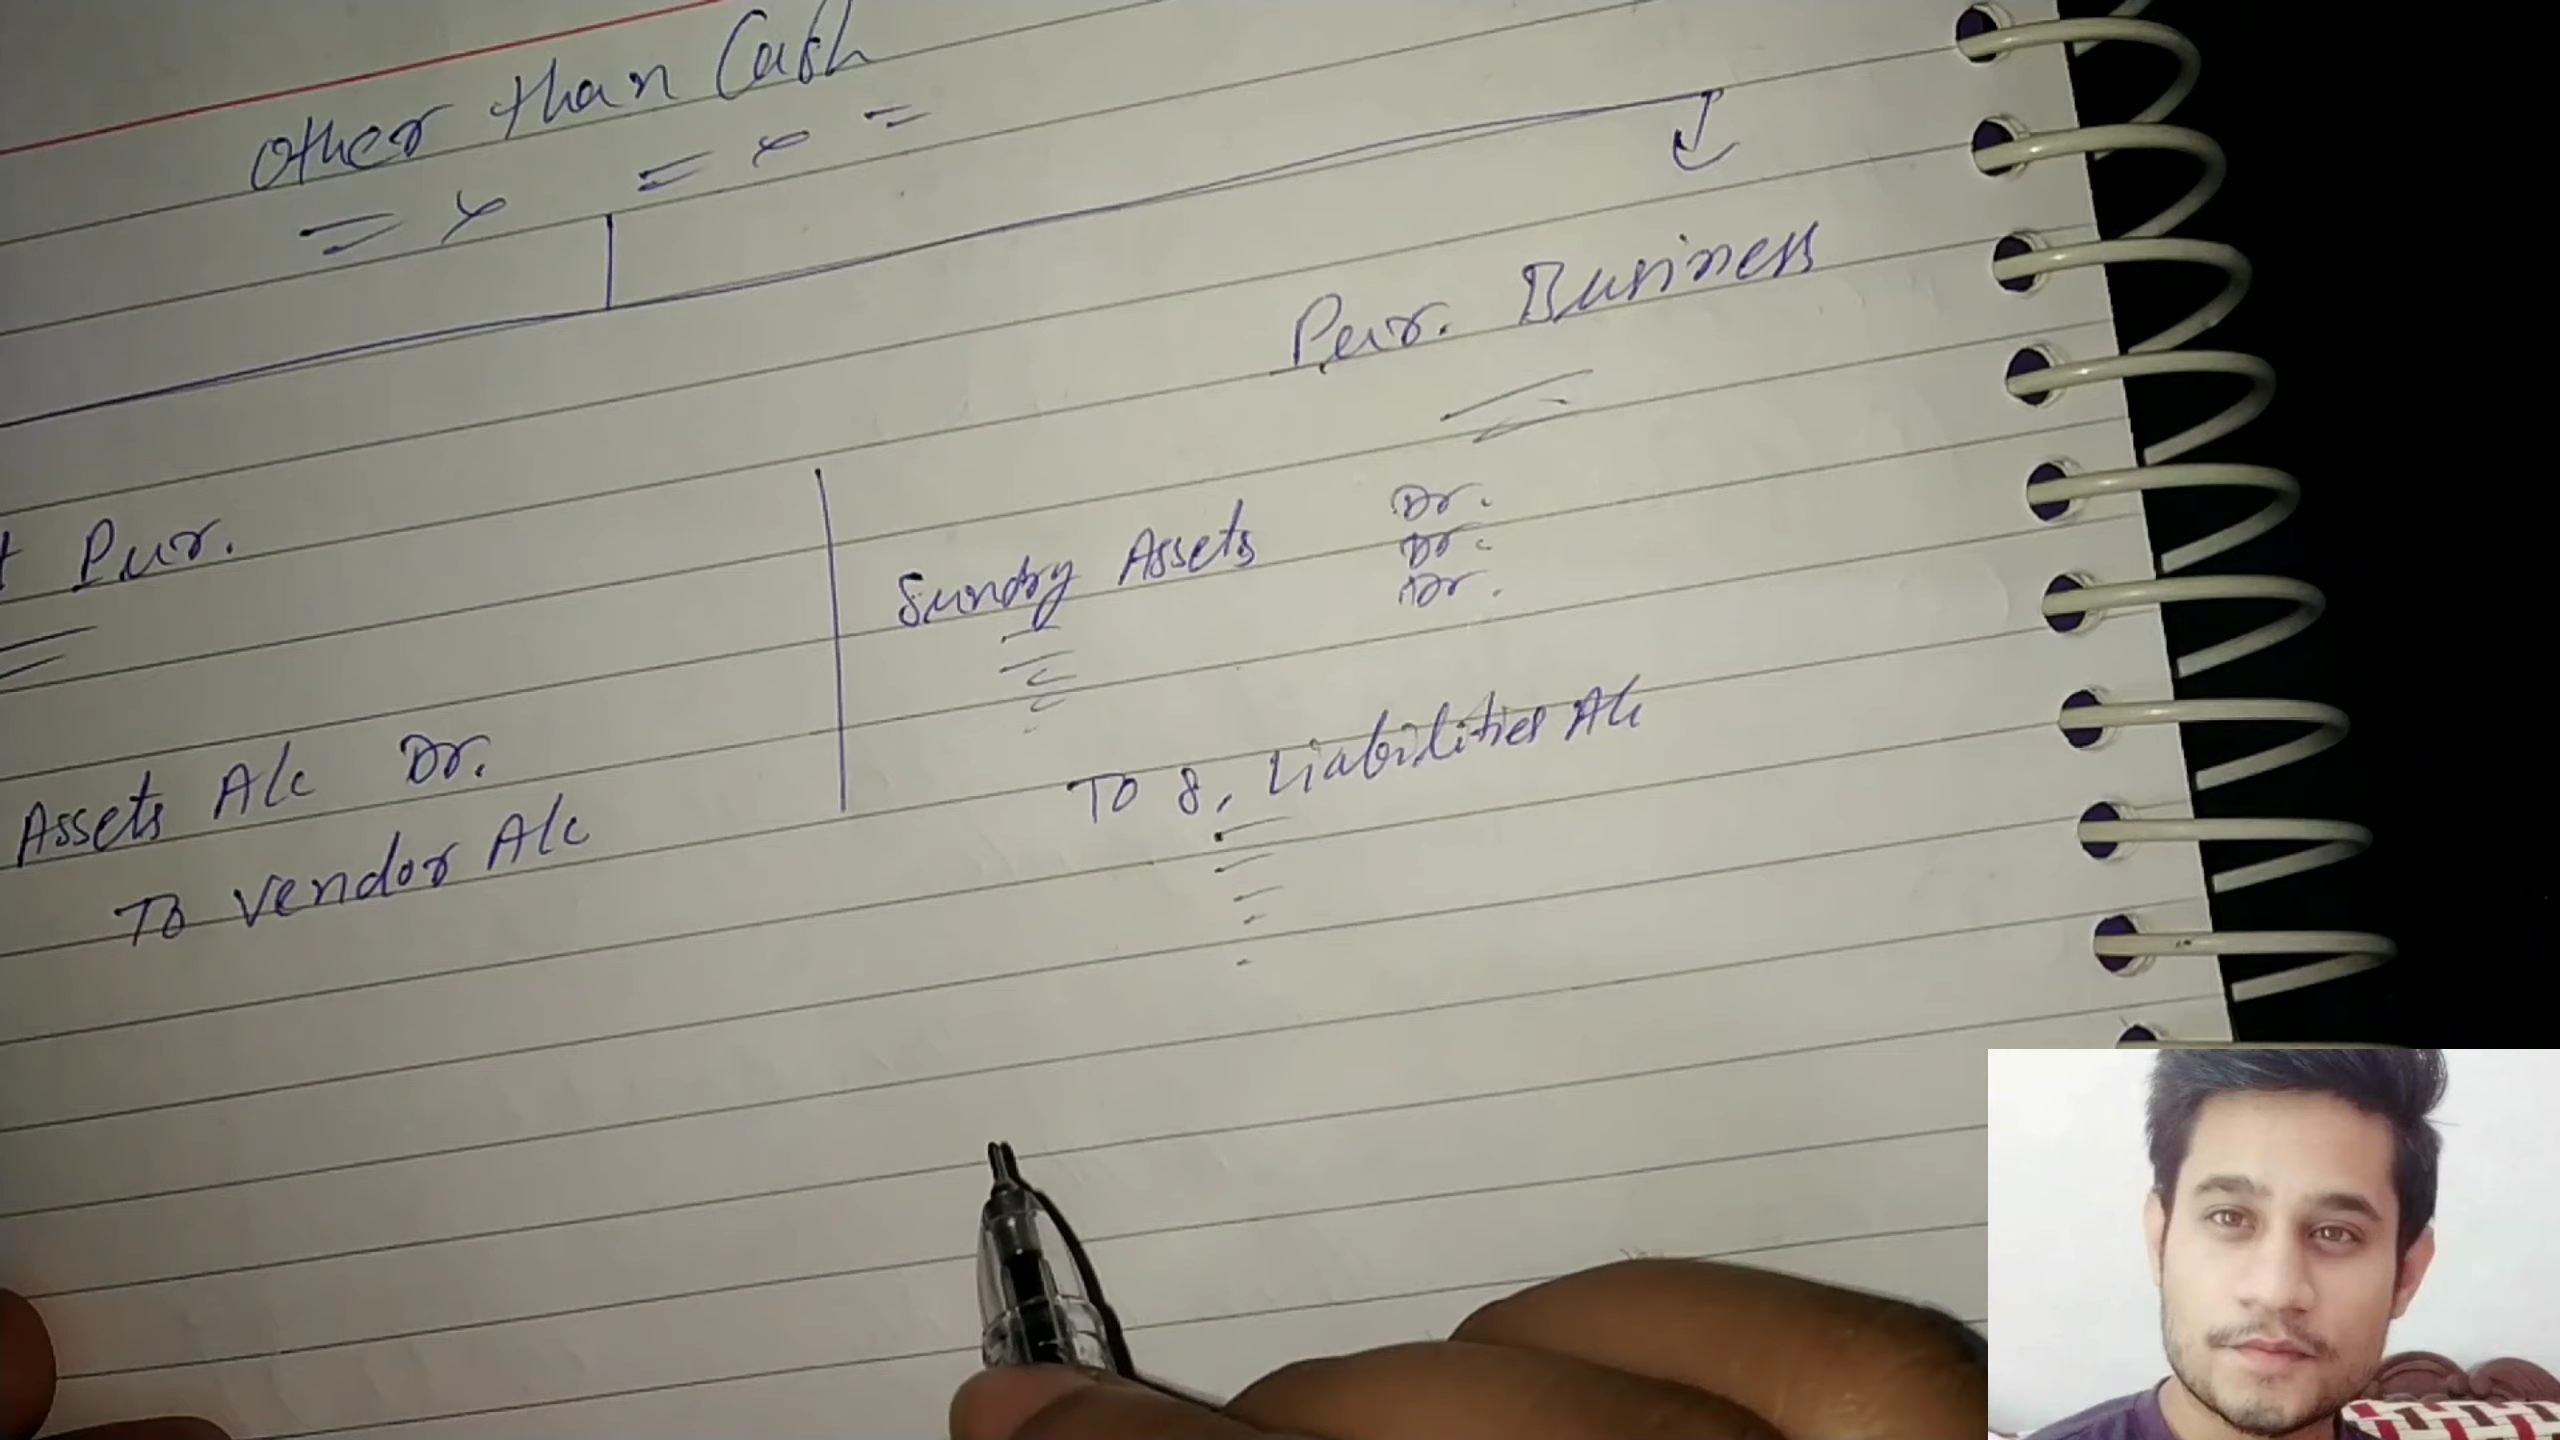 Other than Cash
Pur. Business
t Pur.
Assets A/c Dr.
To Vendor A/c
Sundry Assets Dr.
Dr.
Dr.
To S. Liabilities A/c